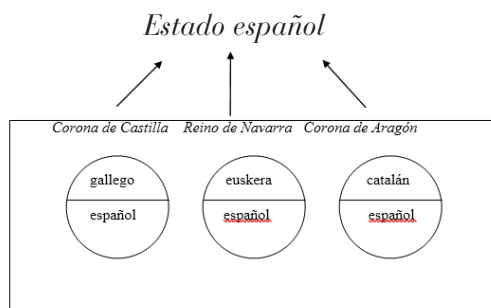 Estado español
Corona de Castilla Reino de Navarra Corona de Aragón
gallego euskera catalán
español español español